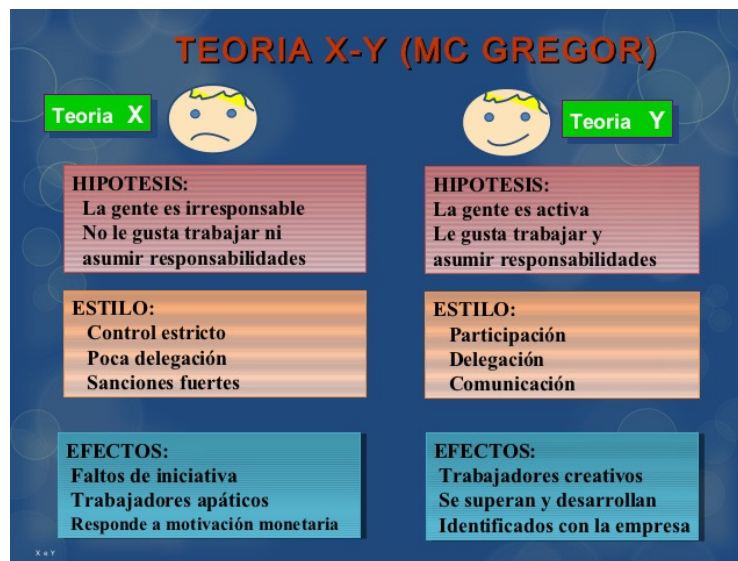 TEORIA X-Y (MC GREGOR)
Teoria X
HIPOTESIS:
La gente es irresponsable
No le gusta trabajar ni
asumir responsabilidades
ESTILO:
Control estricto
Poca delegación
Sanciones fuertes
EFECTOS:
Faltos de iniciativa
Trabajadores apáticos
Responde a motivación monetaria
Teoria Y
HIPOTESIS:
La gente es activa
Le gusta trabajar y
asumir responsabilidades
ESTILO:
Participación
Delegación
Comunicación
EFECTOS:
Trabajadores creativos
Se superan y desarrollan
Identificados con la empresa
X e Y